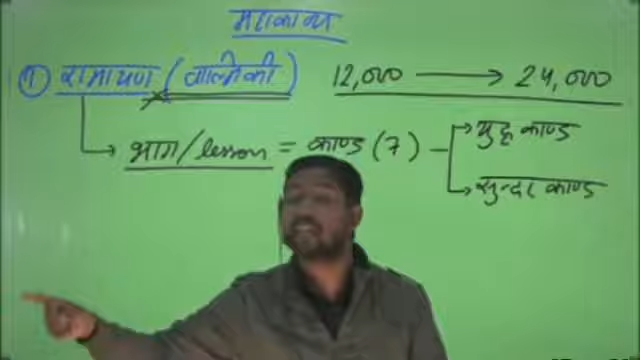 महाकाव्य
① रामायण (वाल्मिकी) 12,000 → 24,000
भाग/lesson = काण्ड (7) → युद्ध काण्ड
→ सुन्दर काण्ड